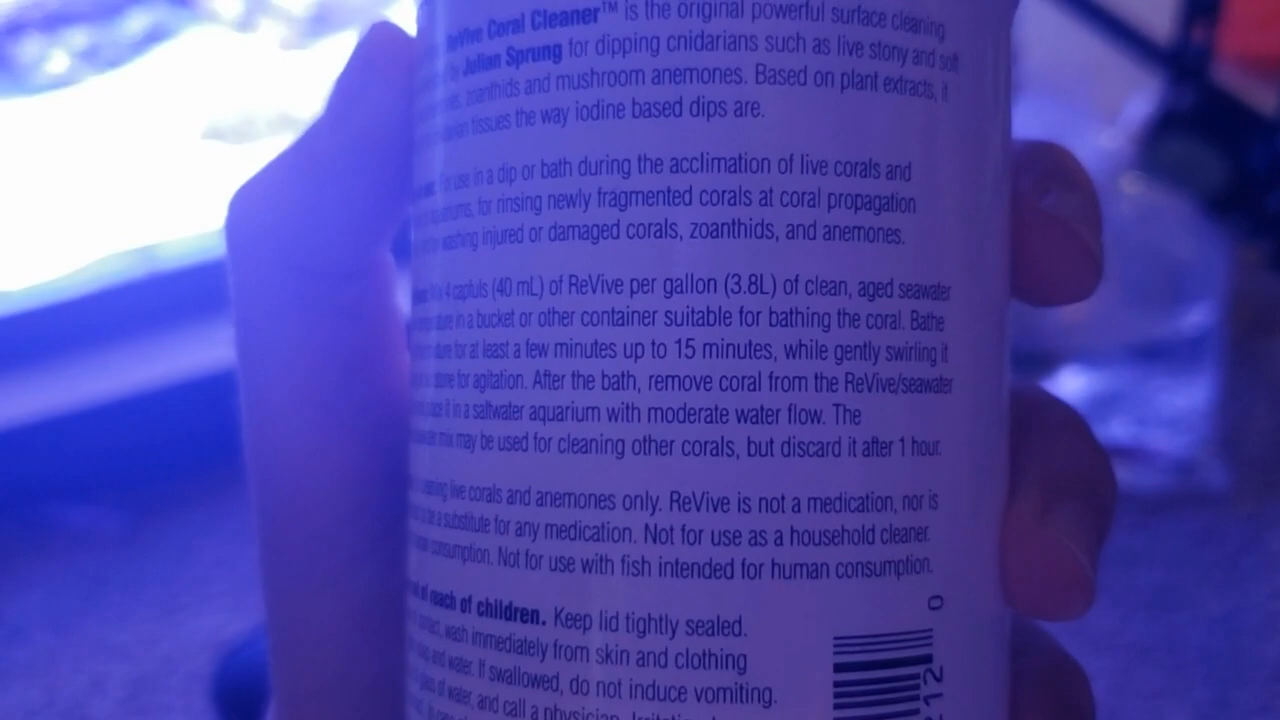 ReVive Coral Cleaner™ is the original powerful surface cleaning
by Julian Sprung for dipping cnidarians such as live stony and soft
zoanthids and mushroom anemones. Based on plant extracts, it
tissues the way iodine based dips are.
For use in a dip or bath during the acclimation of live corals and
for rinsing newly fragmented corals at coral propagation
washing injured or damaged corals, zoanthids, and anemones.
4 capfuls (40 mL) of ReVive per gallon (3.8L) of clean, aged seawater
in a bucket or other container suitable for bathing the coral. Bathe
for at least a few minutes up to 15 minutes, while gently swirling it
for agitation. After the bath, remove coral from the ReVive/seawater
place it in a saltwater aquarium with moderate water flow. The
mix may be used for cleaning other corals, but discard it after 1 hour.
live corals and anemones only. ReVive is not a medication, nor is
a substitute for any medication. Not for use as a household cleaner.
consumption. Not for use with fish intended for human consumption.
of reach of children. Keep lid tightly sealed.
wash immediately from skin and clothing
and water. If swallowed, do not induce vomiting.
of water, and call a physician.
0
212